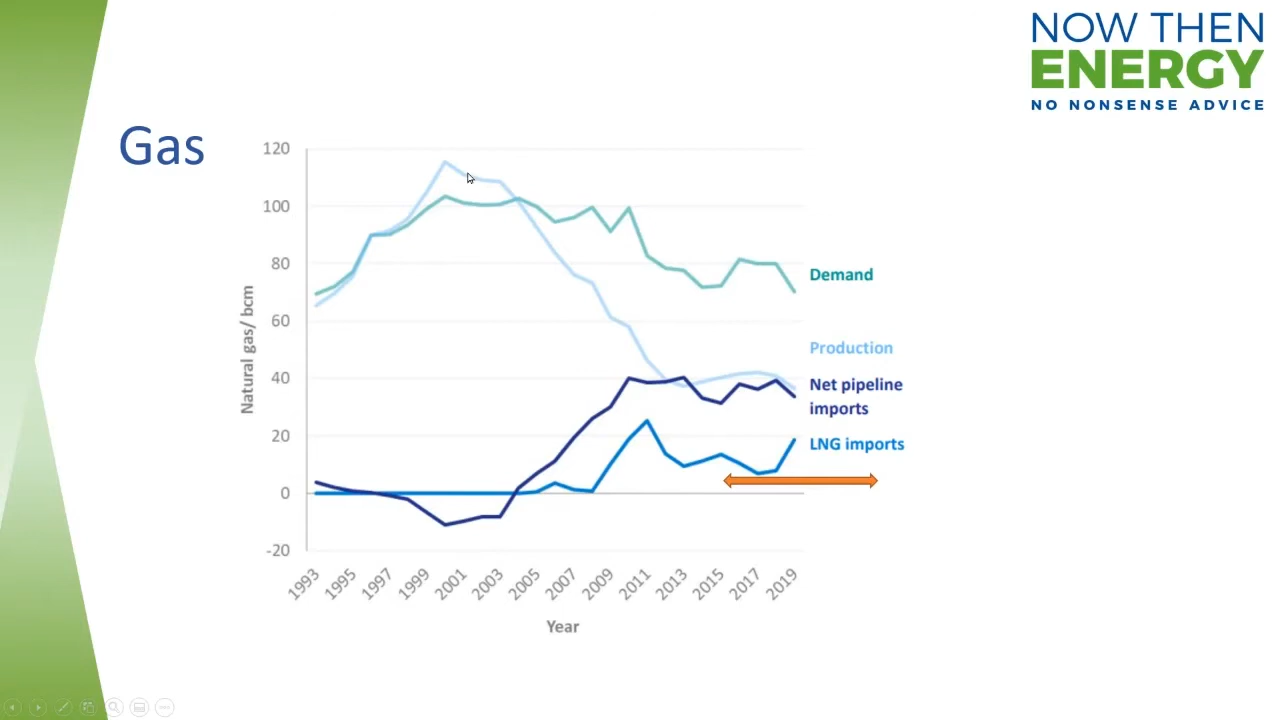 NOW THEN
ENERGY
NO NONSENSE ADVICE
Gas
120
100
80
60
40
20
0
-20
Natural gas/ bcm
Demand
Production
Net pipeline
imports
LNG imports
1993
1995
1997
1999
2001
2003
2005
2007
2009
2011
2013
2015
2017
2019
Year